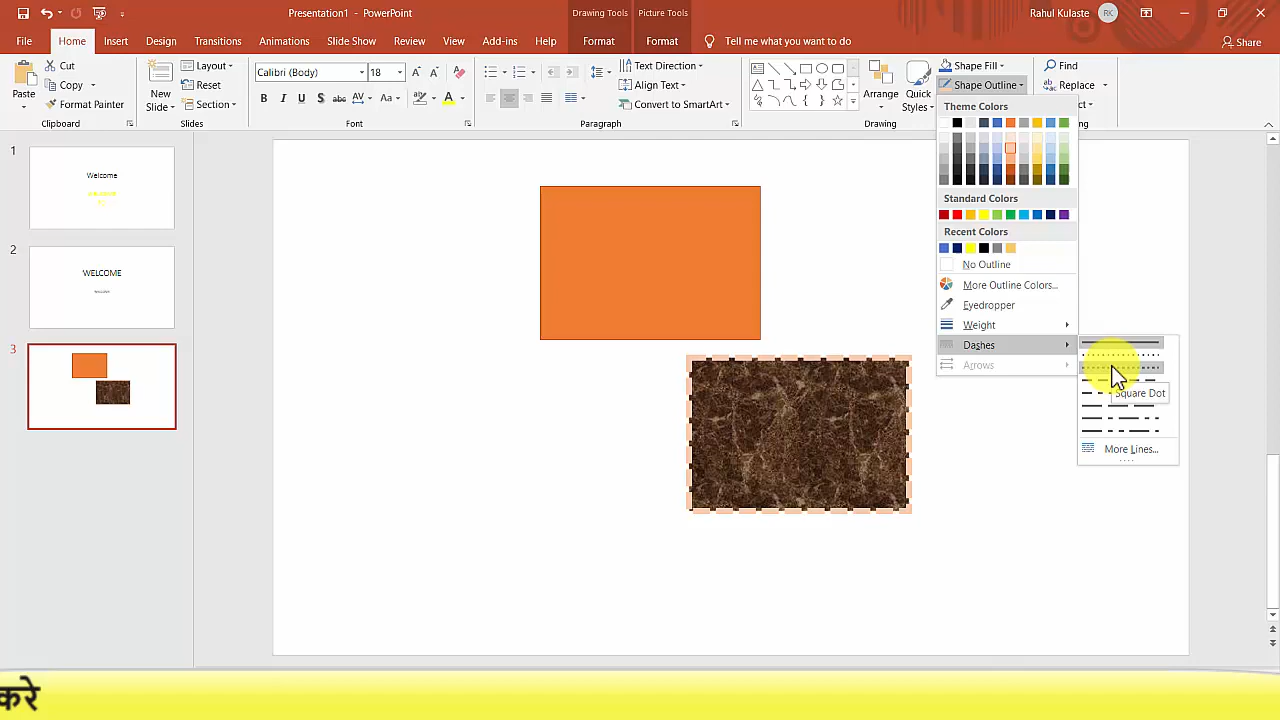 Presentation1 - PowerPoint
Drawing Tools
Picture Tools
Rahul Kulaste
RK
File
Home
Insert
Design
Transitions
Animations
Slide Show
Review
View
Add-ins
Help
Format
Format
Tell me what you want to do
Share
Paste
Cut
Copy
Format Painter
Clipboard
New
Slide
Layout
Reset
Section
Slides
Calibri (Body)
18
B I U S abc AV Aa
A
Font
Text Direction
Align Text
Convert to SmartArt
Paragraph
Arrange
Quick
Styles
Drawing
Shape Fill
Shape Outline
Find
Replace
Theme Colors
Standard Colors
Recent Colors
No Outline
More Outline Colors...
Eyedropper
Weight
Dashes
Arrows
Square Dot
More Lines...
1
Welcome
2
WELCOME
3
करे